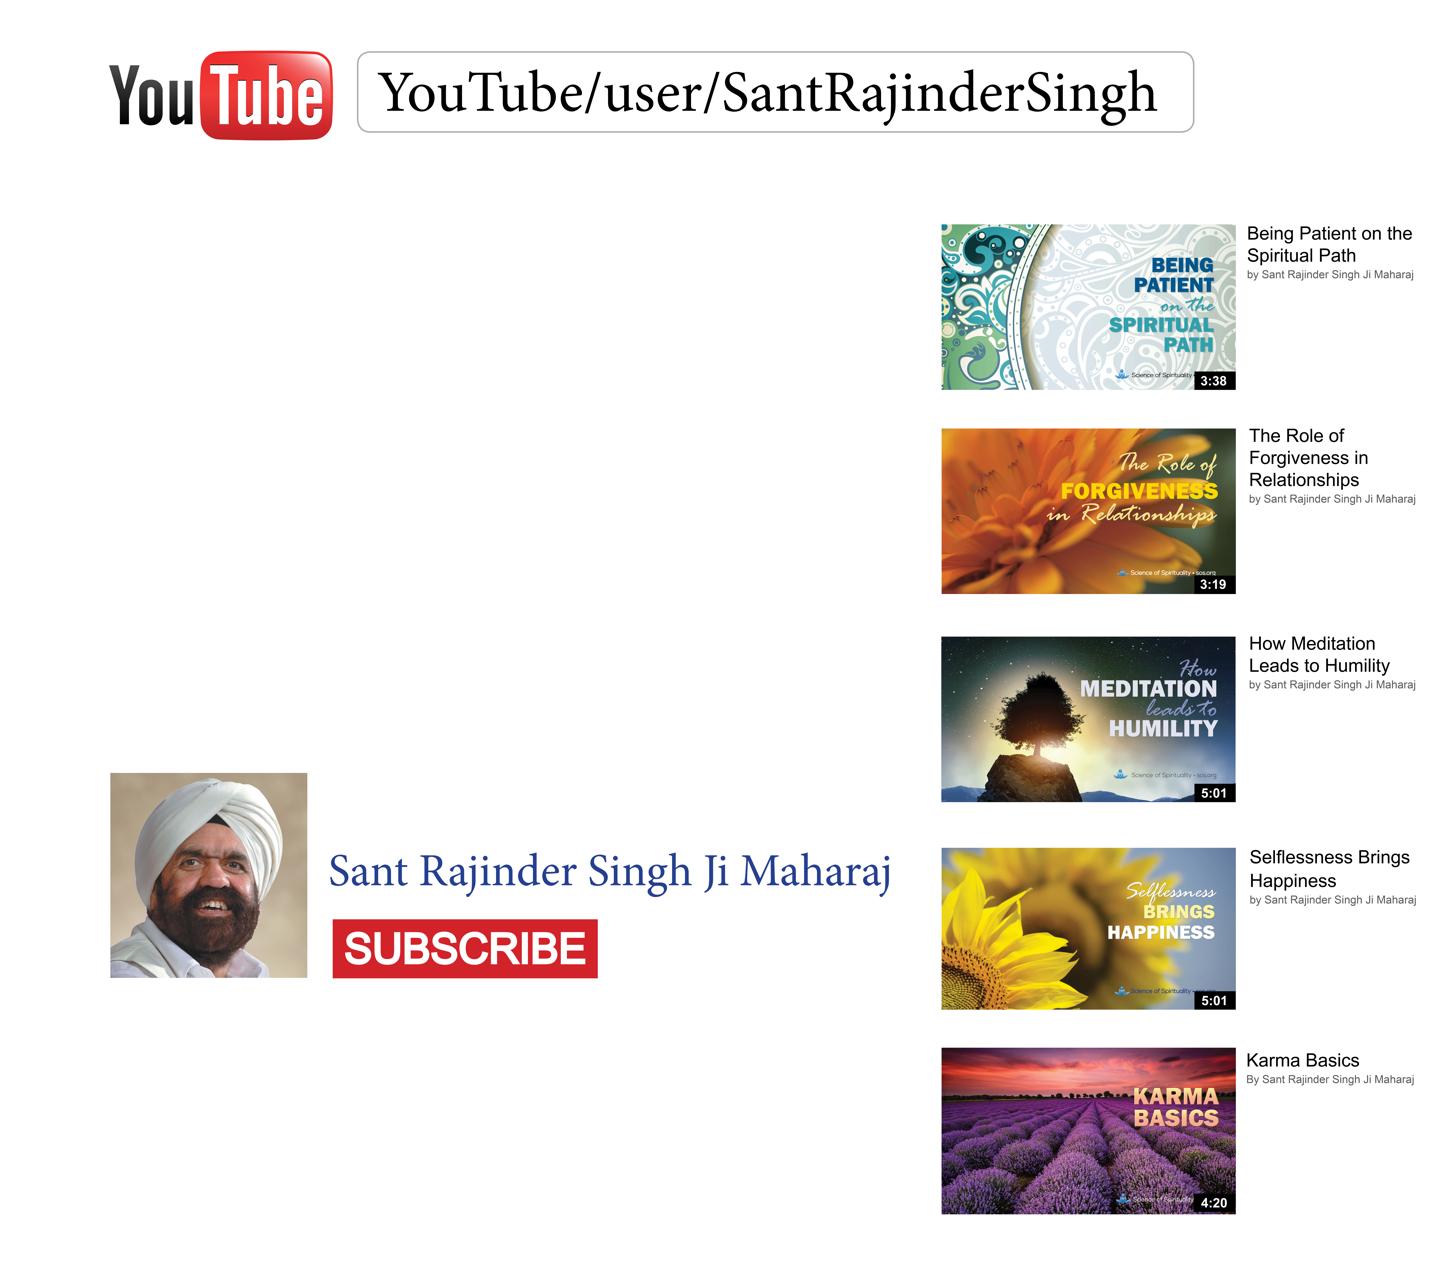 YouTube
YouTube/user/SantRajinderSingh
BEING
PATIENT
on the
SPIRITUAL
PATH
Science of Spirituality
3:38
Being Patient on the
Spiritual Path
by Sant Rajinder Singh Ji Maharaj
The Role of
FORGIVENESS
in Relationships
Science of Spirituality • sos.org
3:19
The Role of
Forgiveness in
Relationships
by Sant Rajinder Singh Ji Maharaj
How
MEDITATION
leads to
HUMILITY
Science of Spirituality • sos.org
5:01
How Meditation
Leads to Humility
by Sant Rajinder Singh Ji Maharaj
Sant Rajinder Singh Ji Maharaj
SUBSCRIBE
Selflessness
BRINGS
HAPPINESS
Science of Spirituality • sos.org
5:01
Selflessness Brings
Happiness
by Sant Rajinder Singh Ji Maharaj
KARMA
BASICS
Science of Spirituality
4:20
Karma Basics
By Sant Rajinder Singh Ji Maharaj